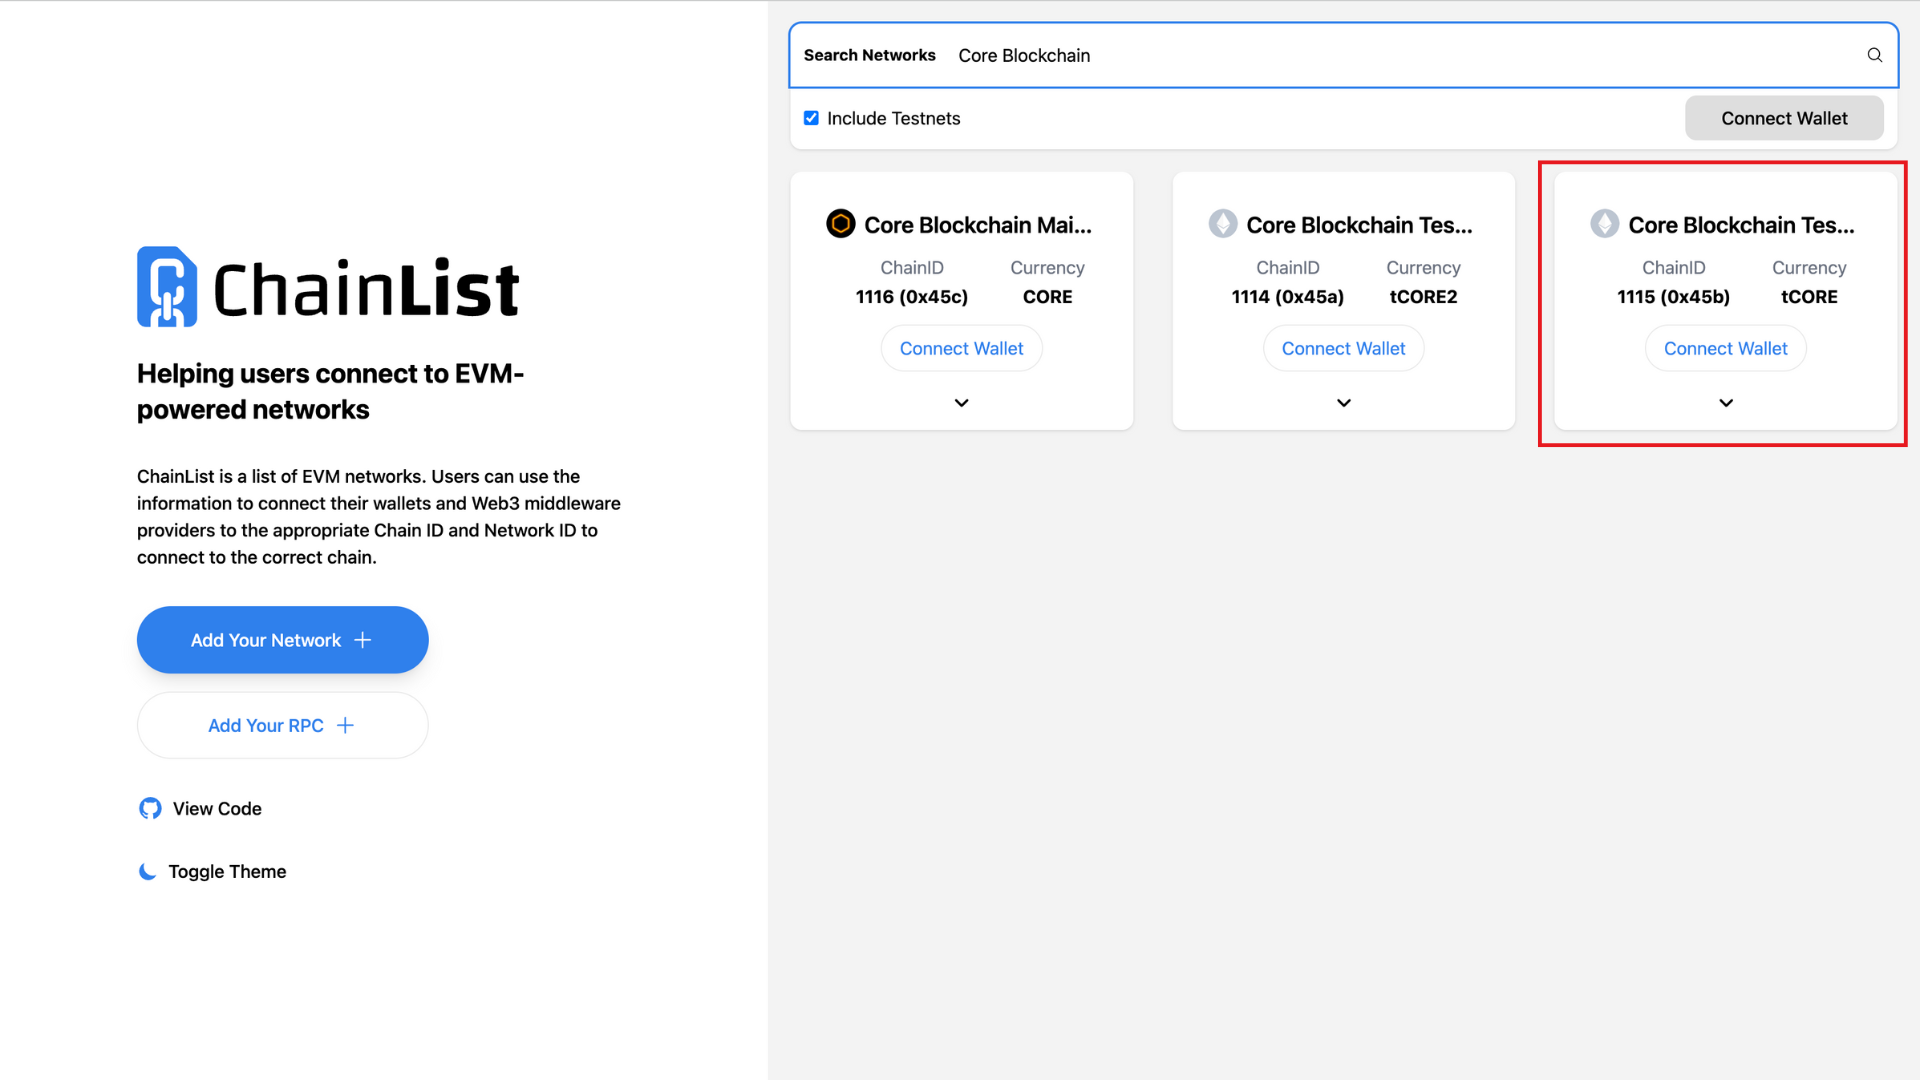 ChainList
Helping users connect to EVM-
powered networks
ChainList is a list of EVM networks. Users can use the
information to connect their wallets and Web3 middleware
providers to the appropriate Chain ID and Network ID to
connect to the correct chain.
Add Your Network
Add Your RPC
View Code
Toggle Theme
Search Networks Core Blockchain
Include Testnets Connect Wallet
Core Blockchain Mai...
ChainID Currency
1116 (0x45c) CORE
Connect Wallet
Core Blockchain Tes...
ChainID Currency
1114 (0x45a) tCORE2
Connect Wallet
Core Blockchain Tes...
ChainID Currency
1115 (0x45b) tCORE
Connect Wallet